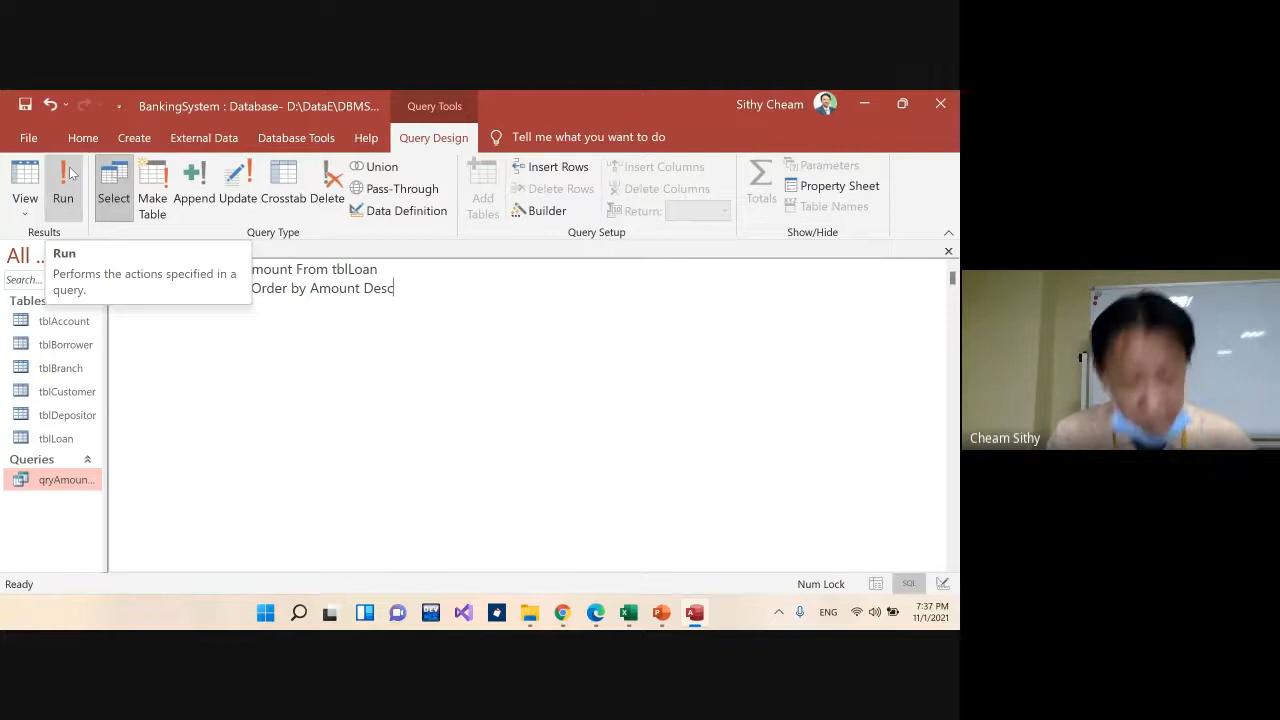 BankingSystem : Database- D:\DataE\DBMS...
Query Tools
Sithy Cheam
File
Home
Create
External Data
Database Tools
Help
Query Design
Tell me what you want to do
View
Run
Select
Make Table
Append
Update
Crosstab
Delete
Union
Pass-Through
Data Definition
Add Tables
Insert Rows
Delete Rows
Builder
Insert Columns
Delete Columns
Return:
Totals
Parameters
Property Sheet
Table Names
Results
Query Type
Query Setup
Show/Hide
All ...
Search...
Run
Performs the actions specified in a
query.
mount From tblLoan
Order by Amount Desc
Tables
tblAccount
tblBorrower
tblBranch
tblCustomer
tblDepositor
tblLoan
Queries
qryAmoun...
Cheam Sithy
Ready
Num Lock
SQL
DEV
ENG
7:37 PM
11/1/2021